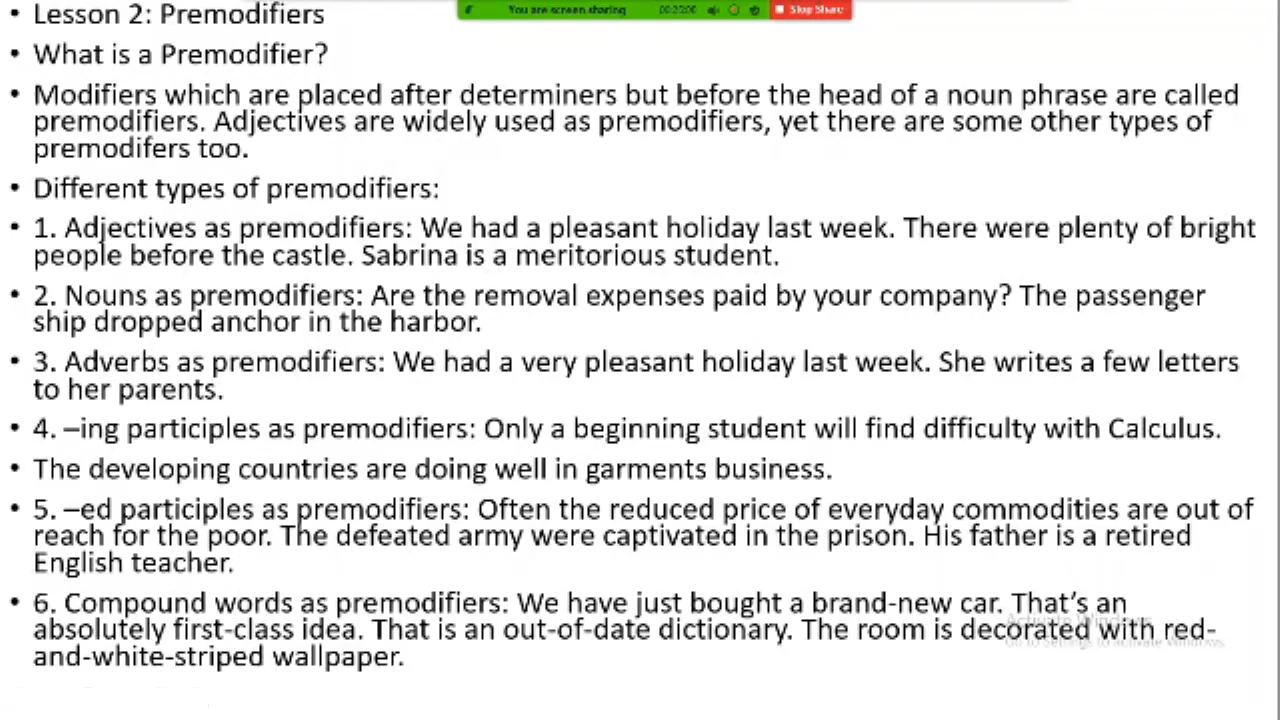 You are screen sharing 00:25:06 Stop Share
• Lesson 2: Premodifiers
• What is a Premodifier?
• Modifiers which are placed after determiners but before the head of a noun phrase are called
premodifiers. Adjectives are widely used as premodifiers, yet there are some other types of
premodifers too.
• Different types of premodifiers:
• 1. Adjectives as premodifiers: We had a pleasant holiday last week. There were plenty of bright
people before the castle. Sabrina is a meritorious student.
• 2. Nouns as premodifiers: Are the removal expenses paid by your company? The passenger
ship dropped anchor in the harbor.
• 3. Adverbs as premodifiers: We had a very pleasant holiday last week. She writes a few letters
to her parents.
• 4. –ing participles as premodifiers: Only a beginning student will find difficulty with Calculus.
• The developing countries are doing well in garments business.
• 5. –ed participles as premodifiers: Often the reduced price of everyday commodities are out of
reach for the poor. The defeated army were captivated in the prison. His father is a retired
English teacher.
• 6. Compound words as premodifiers: We have just bought a brand-new car. That’s an
absolutely first-class idea. That is an out-of-date dictionary. The room is decorated with red-
and-white-striped wallpaper.
Activate Windows
Go to Settings to activate Windows.